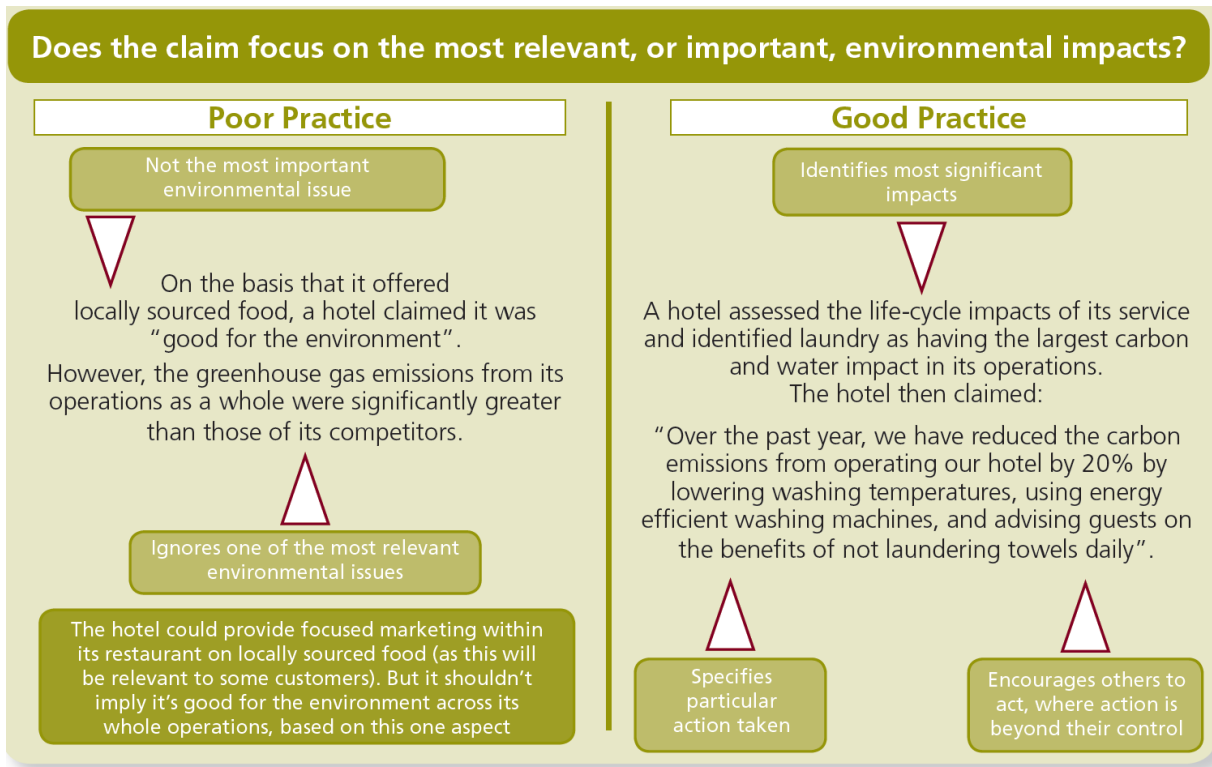 Does the claim focus on the most relevant, or important, environmental impacts?
Poor Practice
Not the most important
environmental issue
On the basis that it offered
locally sourced food, a hotel claimed it was
“good for the environment”.
However, the greenhouse gas emissions from its
operations as a whole were significantly greater
than those of its competitors.
Ignores one of the most relevant
environmental issues
The hotel could provide focused marketing within
its restaurant on locally sourced food (as this will
be relevant to some customers). But it shouldn’t
imply it’s good for the environment across its
whole operations, based on this one aspect
Good Practice
Identifies most significant
impacts
A hotel assessed the life-cycle impacts of its service
and identified laundry as having the largest carbon
and water impact in its operations.
The hotel then claimed:
“Over the past year, we have reduced the carbon
emissions from operating our hotel by 20% by
lowering washing temperatures, using energy
efficient washing machines, and advising guests on
the benefits of not laundering towels daily”.
Specifies
particular
action taken
Encourages others to
act, where action is
beyond their control